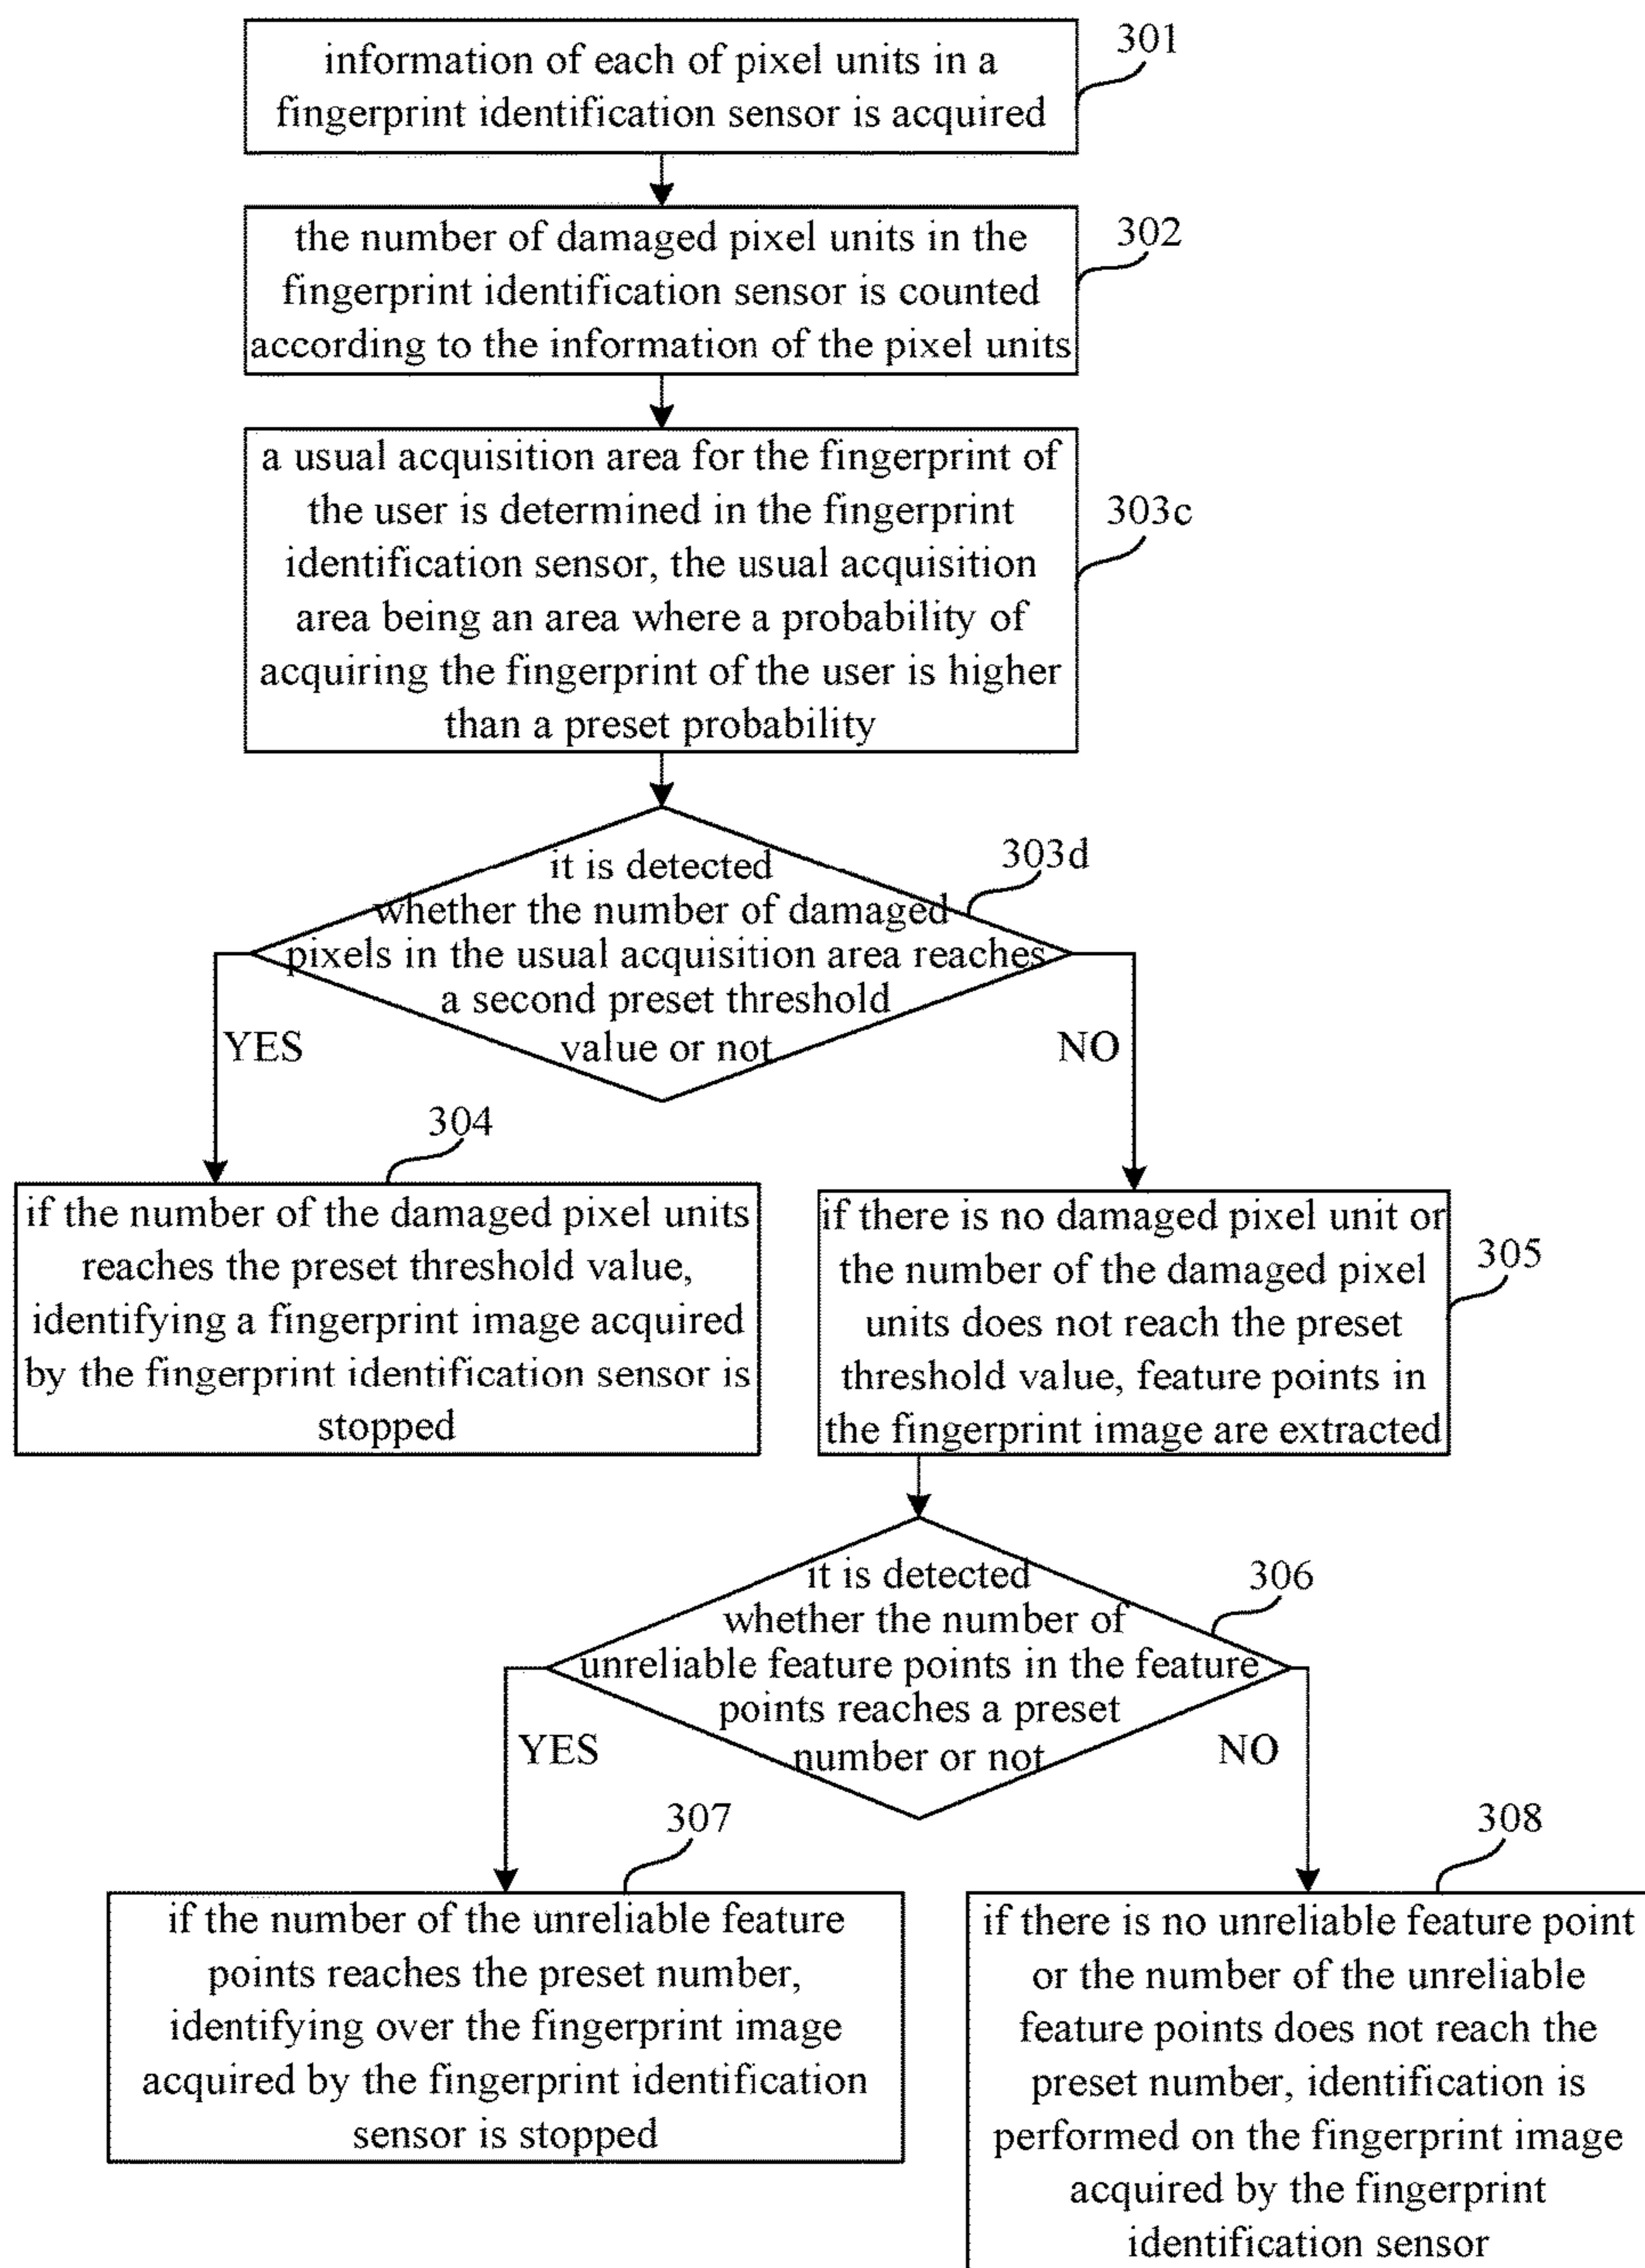 information of each of pixel units in a
fingerprint identification sensor is acquired
301
the number of damaged pixel units in the
fingerprint identification sensor is counted
according to the information of the pixel units
302
a usual acquisition area for the fingerprint of
the user is determined in the fingerprint
identification sensor, the usual acquisition
area being an area where a probability of
acquiring the fingerprint of the user is higher
than a preset probability
303c
it is detected
whether the number of damaged
pixels in the usual acquisition area reaches
a second preset threshold
value or not
303d
YES
NO
304
if the number of the damaged pixel units
reaches the preset threshold value,
identifying a fingerprint image acquired
by the fingerprint identification sensor is
stopped
if there is no damaged pixel unit or
the number of the damaged pixel
units does not reach the preset
threshold value, feature points in
the fingerprint image are extracted
305
it is detected
whether the number of
unreliable feature points in the feature
points reaches a preset
number or not
306
YES
NO
307
if the number of the unreliable feature
points reaches the preset number,
identifying over the fingerprint image
acquired by the fingerprint identification
sensor is stopped
308
if there is no unreliable feature point
or the number of the unreliable
feature points does not reach the
preset number, identification is
performed on the fingerprint image
acquired by the fingerprint
identification sensor